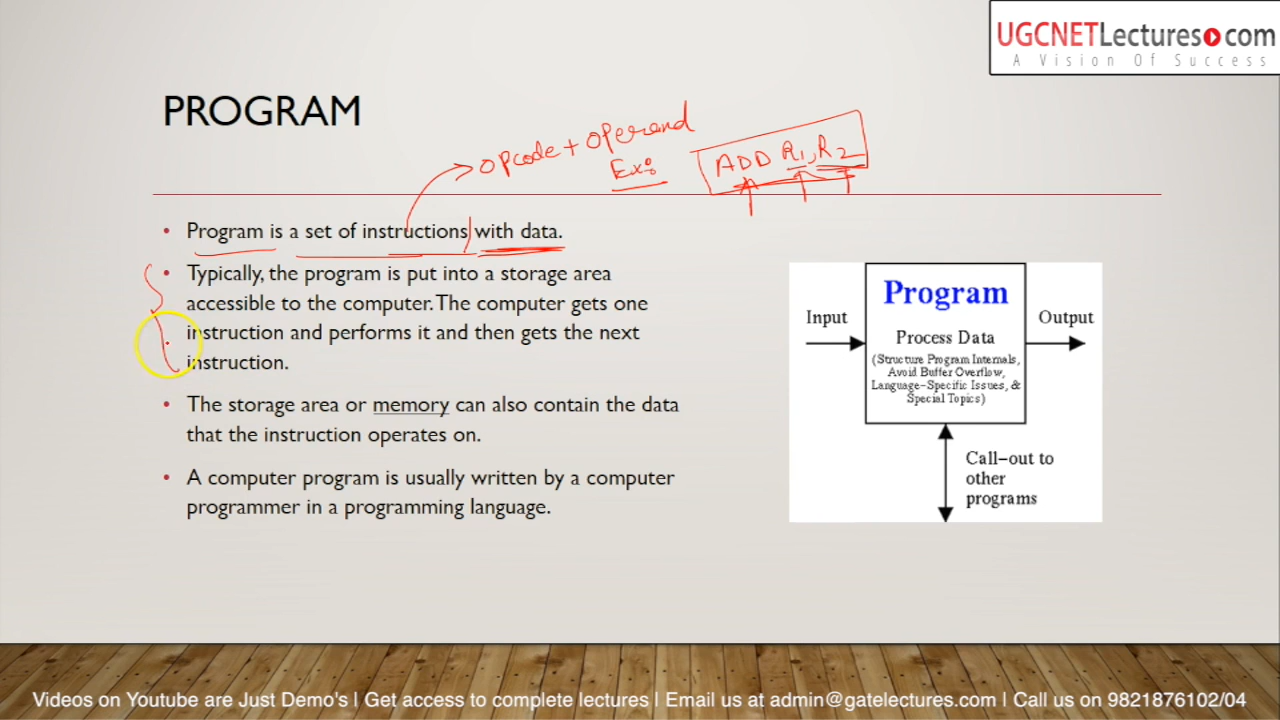 UGCNETLectures.com
A Vision Of Success
PROGRAM
opcode + operand
Ex:
ADD R1, R2
• Program is a set of instructions with data.
• Typically, the program is put into a storage area
accessible to the computer. The computer gets one
instruction and performs it and then gets the next
instruction.
• The storage area or memory can also contain the data
that the instruction operates on.
• A computer program is usually written by a computer
programmer in a programming language.
Program
Input
Output
Process Data
(Structure Program Internals,
Avoid Buffer Overflow,
Language-Specific Issues, &
Special Topics)
Call-out to
other
programs
Videos on Youtube are Just Demo's | Get access to complete lectures | Email us at admin@gatelectures.com | Call us on 9821876102/04